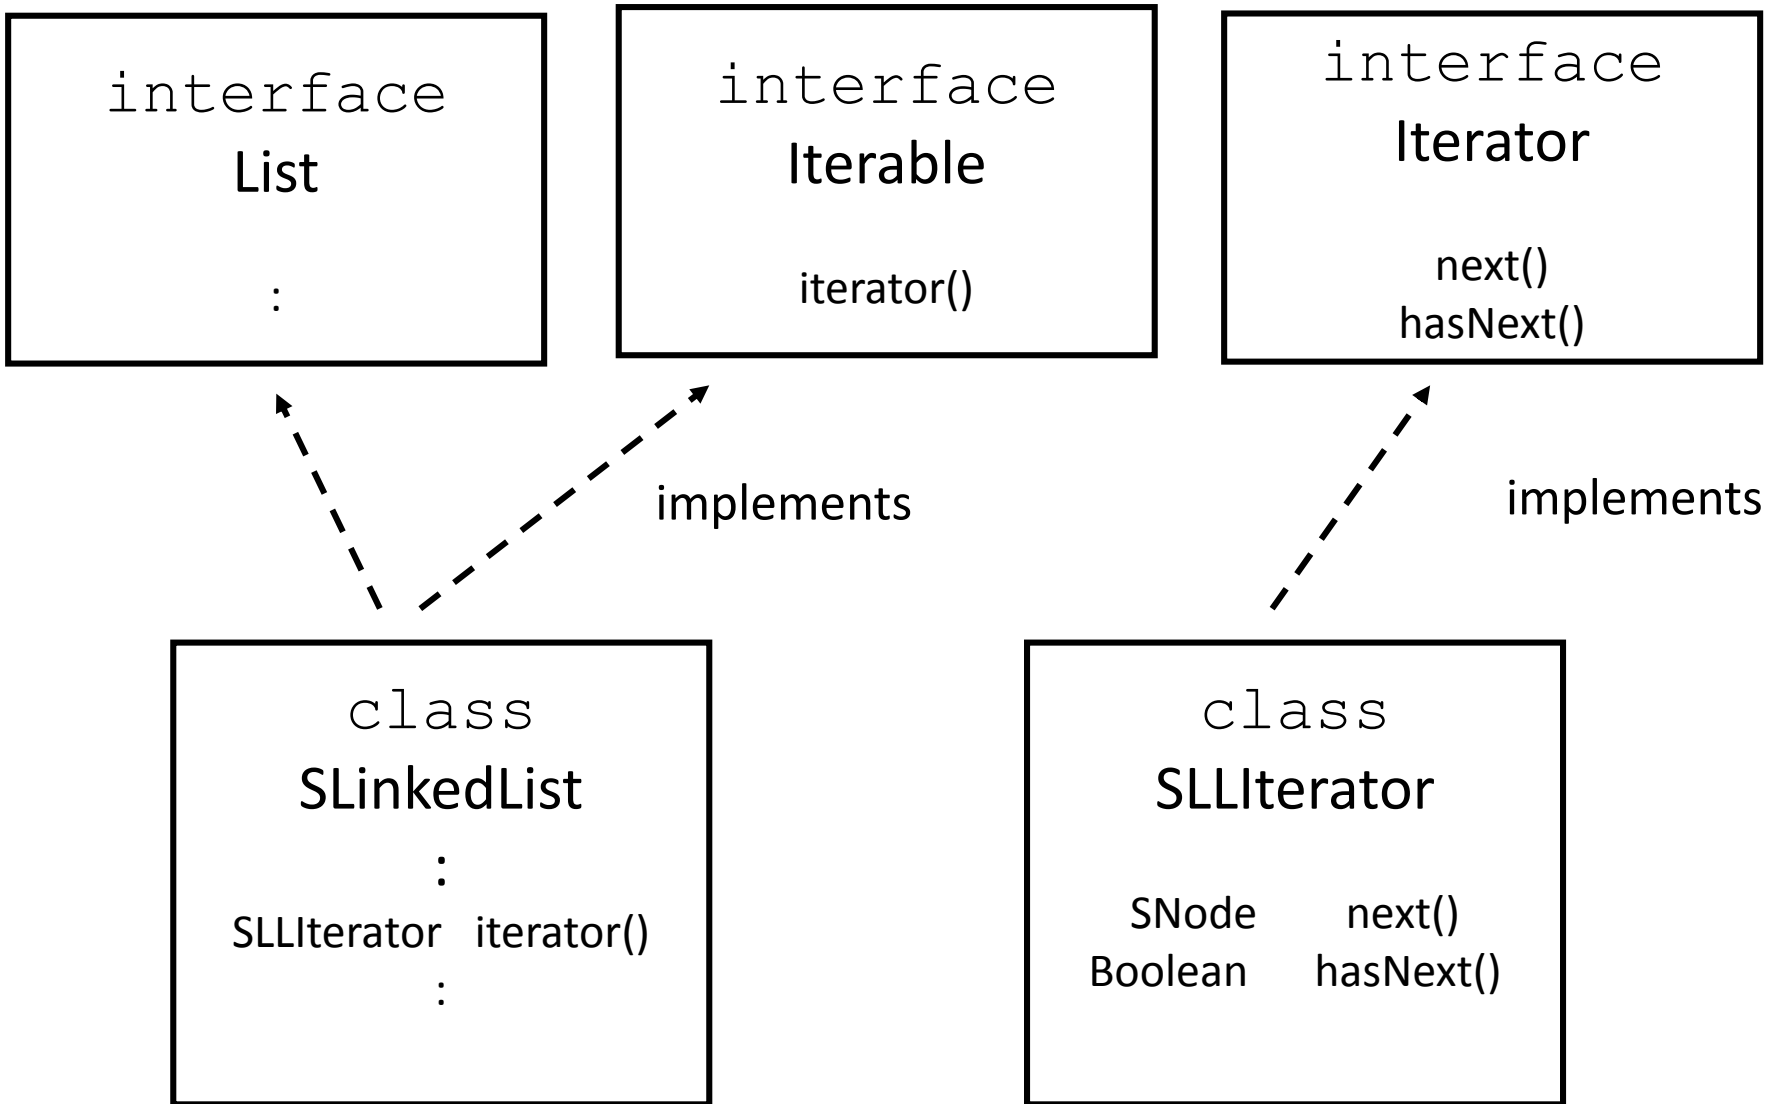 interface
List
:
interface
Iterable
iterator()
interface
Iterator
next()
hasNext()
implements
implements
class
SLinkedList
:
SLLIterator iterator()
:
class
SLLIterator
SNode next()
Boolean hasNext()